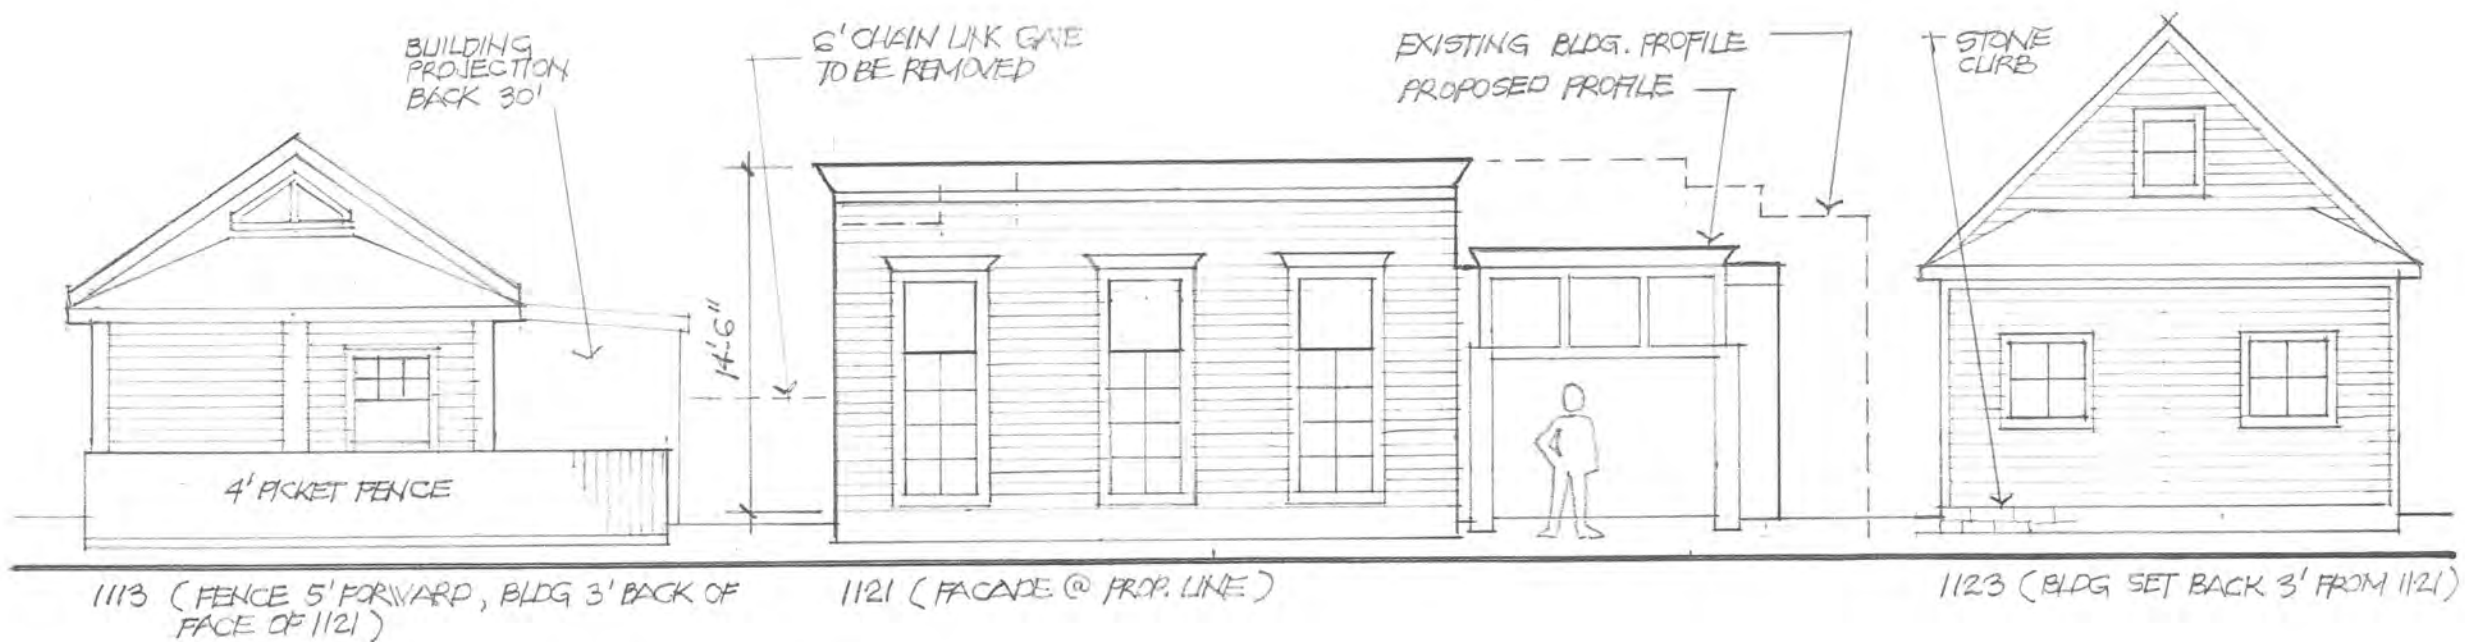 BUILDING
PROJECTION
BACK 30'
6' CHAIN LINK GATE
TO BE REMOVED
EXISTING BLDG. PROFILE
PROPOSED PROFILE
STONE
CURB
14'-6"
4' PICKET FENCE
1113 (FENCE 5' FORWARD, BLDG 3' BACK OF
FACE OF 1121)
1121 (FACADE @ PROP. LINE)
1123 (BLDG SET BACK 3' FROM 1121)